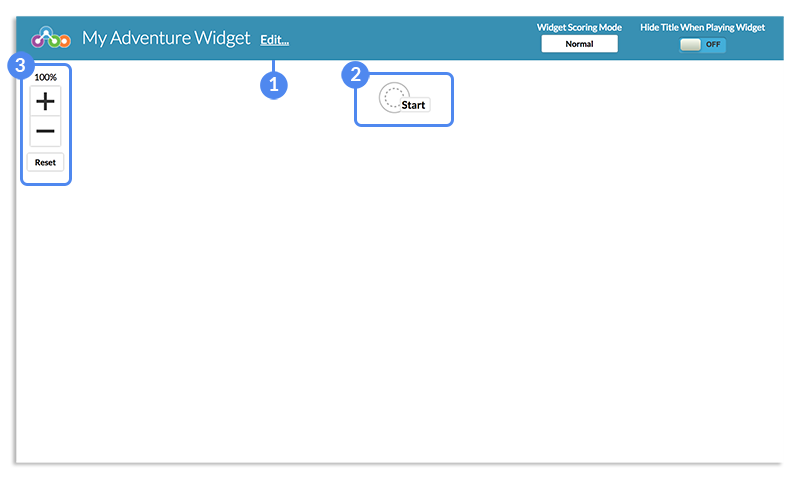 My Adventure Widget Edit...
Widget Scoring Mode
Normal
Hide Title When Playing Widget
OFF
3
100%
Reset
1
2
Start